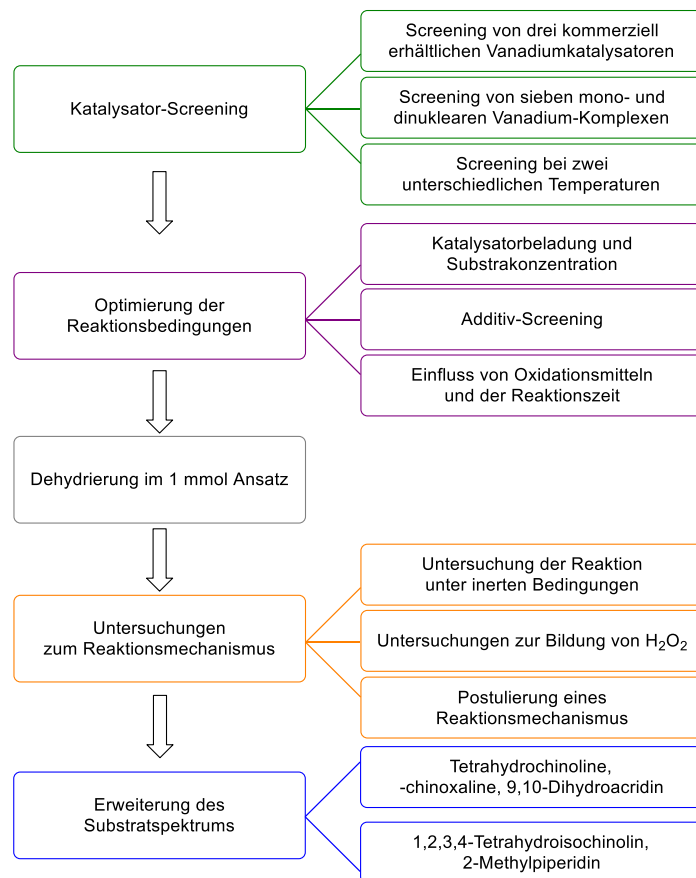 Katalysator-Screening
Screening von drei kommerziell
erhältlichen Vanadiumkatalysatoren
Screening von sieben mono- und
dinuklearen Vanadium-Komplexen
Screening bei zwei
unterschiedlichen Temperaturen
Optimierung der
Reaktionsbedingungen
Katalysatorbeladung und
Substrakonzentration
Additiv-Screening
Einfluss von Oxidationsmitteln
und der Reaktionszeit
Dehydrierung im 1 mmol Ansatz
Untersuchungen
zum Reaktionsmechanismus
Untersuchung der Reaktion
unter inerten Bedingungen
Untersuchungen zur Bildung von H₂O₂
Postulierung eines
Reaktionsmechanismus
Erweiterung des
Substratspektrums
Tetrahydrochinoline,
-chinoxaline, 9,10-Dihydroacridin
1,2,3,4-Tetrahydroisochinolin,
2-Methylpiperidin